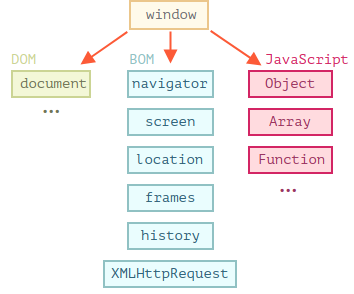 window
DOM
BOM
JavaScript
document
navigator
Object
...
screen
Array
location
Function
frames
...
history
XMLHttpRequest